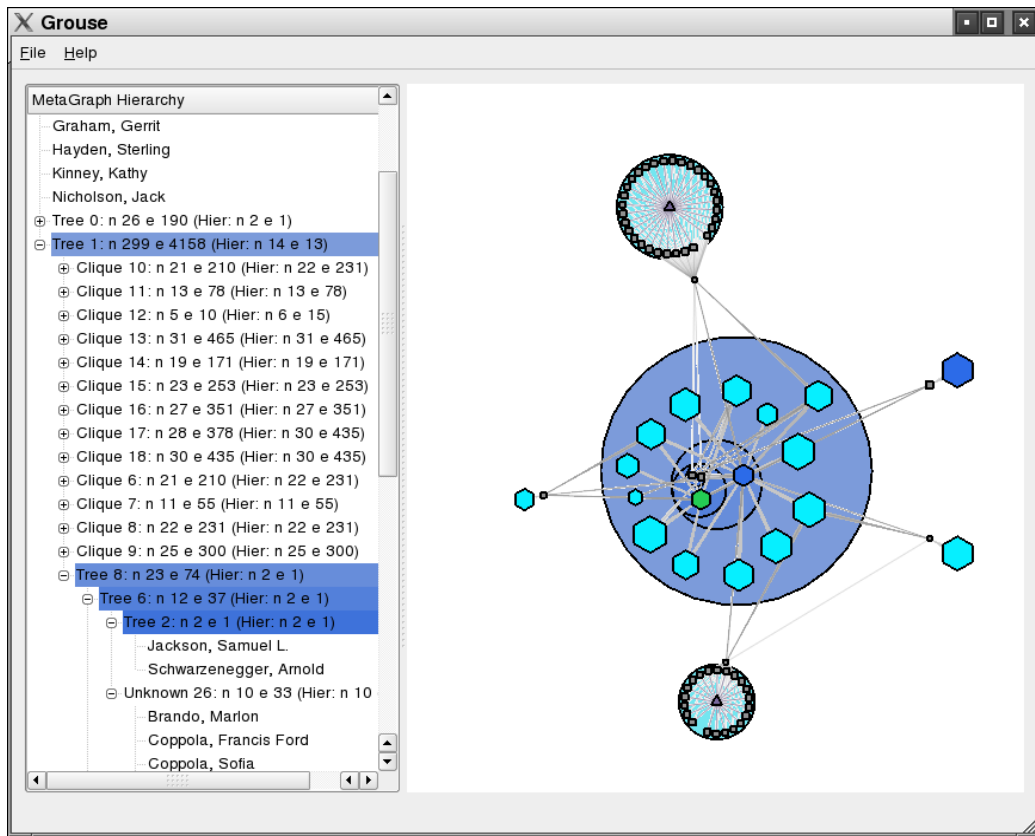 Grouse
File Help
MetaGraph Hierarchy
Graham, Gerrit
Hayden, Sterling
Kinney, Kathy
Nicholson, Jack
Tree 0: n 26 e 190 (Hier: n 2 e 1)
Tree 1: n 299 e 4158 (Hier: n 14 e 13)
Clique 10: n 21 e 210 (Hier: n 22 e 231)
Clique 11: n 13 e 78 (Hier: n 13 e 78)
Clique 12: n 5 e 10 (Hier: n 6 e 15)
Clique 13: n 31 e 465 (Hier: n 31 e 465)
Clique 14: n 19 e 171 (Hier: n 19 e 171)
Clique 15: n 23 e 253 (Hier: n 23 e 253)
Clique 16: n 27 e 351 (Hier: n 27 e 351)
Clique 17: n 28 e 378 (Hier: n 30 e 435)
Clique 18: n 30 e 435 (Hier: n 30 e 435)
Clique 6: n 21 e 210 (Hier: n 22 e 231)
Clique 7: n 11 e 55 (Hier: n 11 e 55)
Clique 8: n 22 e 231 (Hier: n 22 e 231)
Clique 9: n 25 e 300 (Hier: n 25 e 300)
Tree 8: n 23 e 74 (Hier: n 2 e 1)
Tree 6: n 12 e 37 (Hier: n 2 e 1)
Tree 2: n 2 e 1 (Hier: n 2 e 1)
Jackson, Samuel L.
Schwarzenegger, Arnold
Unknown 26: n 10 e 33 (Hier: n 10
Brando, Marlon
Coppola, Francis Ford
Coppola, Sofia